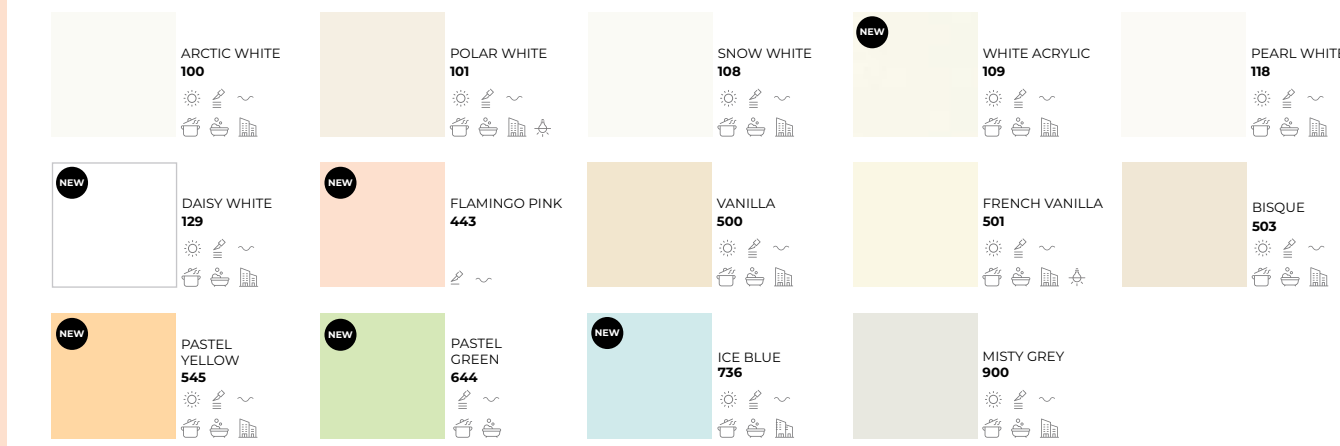 ARCTIC WHITE
100
POLAR WHITE
101
SNOW WHITE
108
NEW
WHITE ACRYLIC
109
PEARL WHITE
118
NEW
DAISY WHITE
129
NEW
FLAMINGO PINK
443
VANILLA
500
FRENCH VANILLA
501
BISQUE
503
NEW
PASTEL
YELLOW
545
NEW
PASTEL
GREEN
644
NEW
ICE BLUE
736
MISTY GREY
900